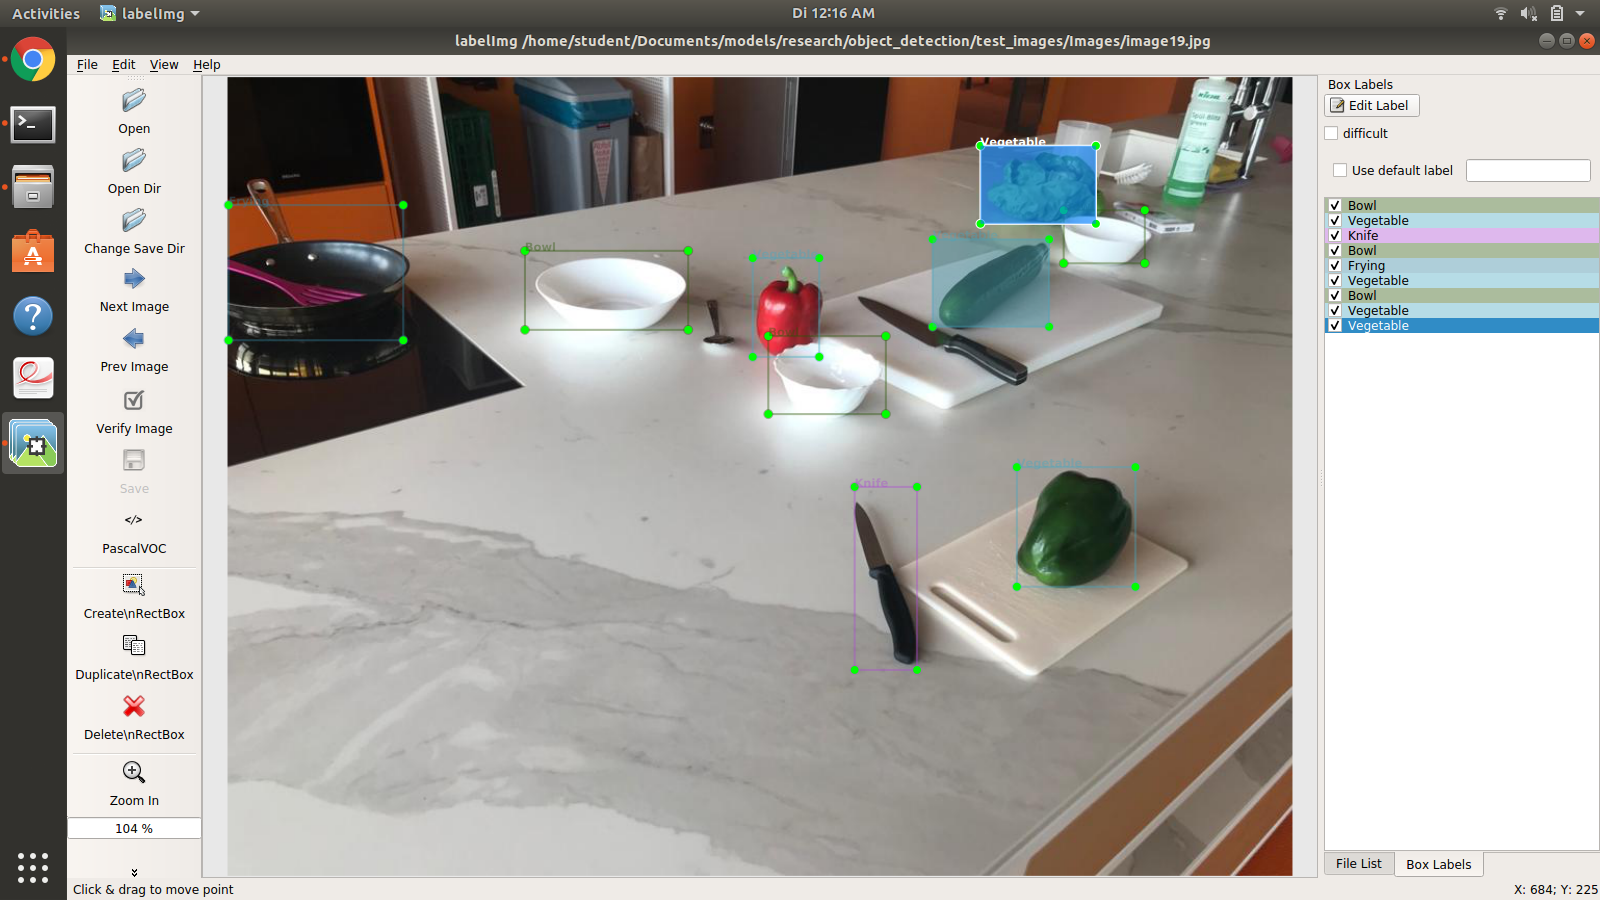 Activities labelImg Di 12:16 AM
labelImg /home/student/Documents/models/research/object_detection/test_images/Images/image19.jpg
File Edit View Help
Open
Open Dir
Change Save Dir
Next Image
Prev Image
Verify Image
Save
</>
PascalVOC
Create\nRectBox
Duplicate\nRectBox
Delete\nRectBox
Zoom In
104 %
Vegetable
Bowl
Vegetable
Bowl
Vegetable
Knife
Box Labels
Edit Label
difficult
Use default label
Bowl
Vegetable
Knife
Bowl
Frying
Vegetable
Bowl
Vegetable
Vegetable
File List Box Labels
Click & drag to move point X: 684; Y: 225